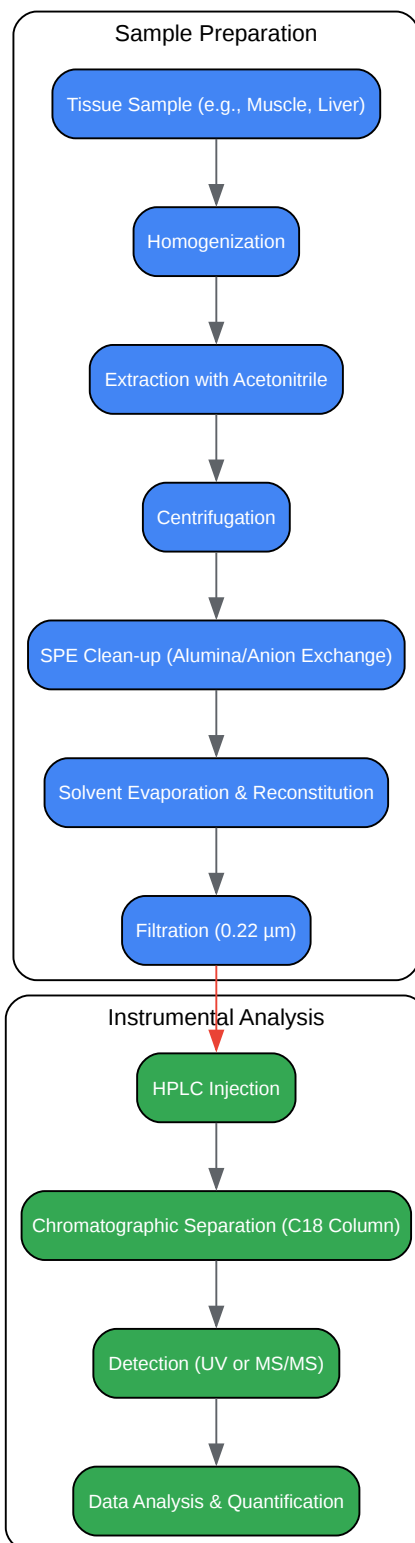 Sample Preparation
Tissue Sample (e.g., Muscle, Liver)
Homogenization
Extraction with Acetonitrile
Centrifugation
SPE Clean-up (Alumina/Anion Exchange)
Solvent Evaporation & Reconstitution
Filtration (0.22 µm)
Instrumental Analysis
HPLC Injection
Chromatographic Separation (C18 Column)
Detection (UV or MS/MS)
Data Analysis & Quantification